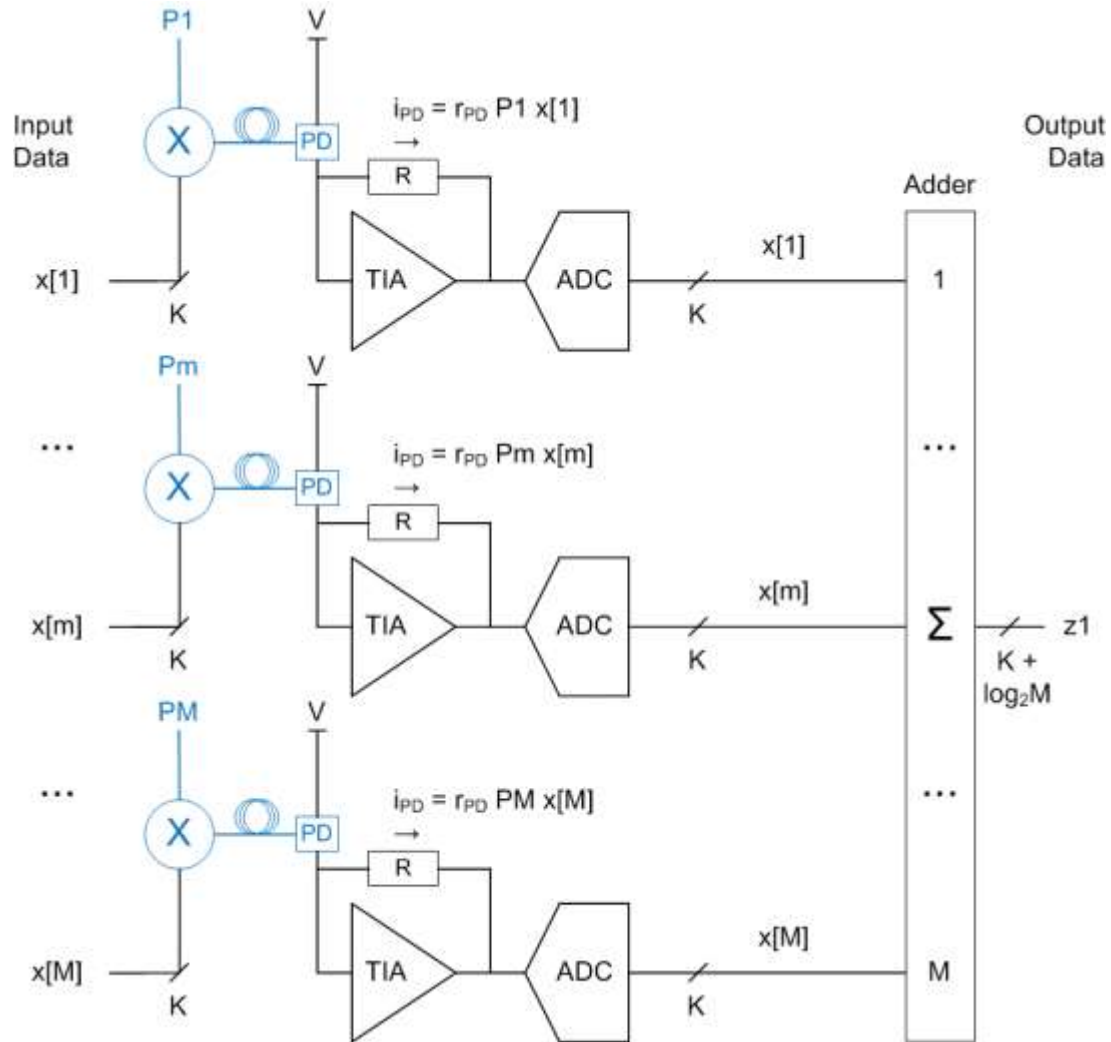 P1
V
Input
Data
X
PD
iPD = rPD P1 x[1]
→
R
Output
Data
Adder
x[1]
K
TIA
ADC
K
x[1]
1
Pm
V
...
X
PD
iPD = rPD Pm x[m]
→
R
...
x[m]
K
TIA
ADC
K
x[m]
Σ
z1
K +
log₂M
PM
V
...
X
PD
iPD = rPD PM x[M]
→
R
...
x[M]
K
TIA
ADC
K
x[M]
M